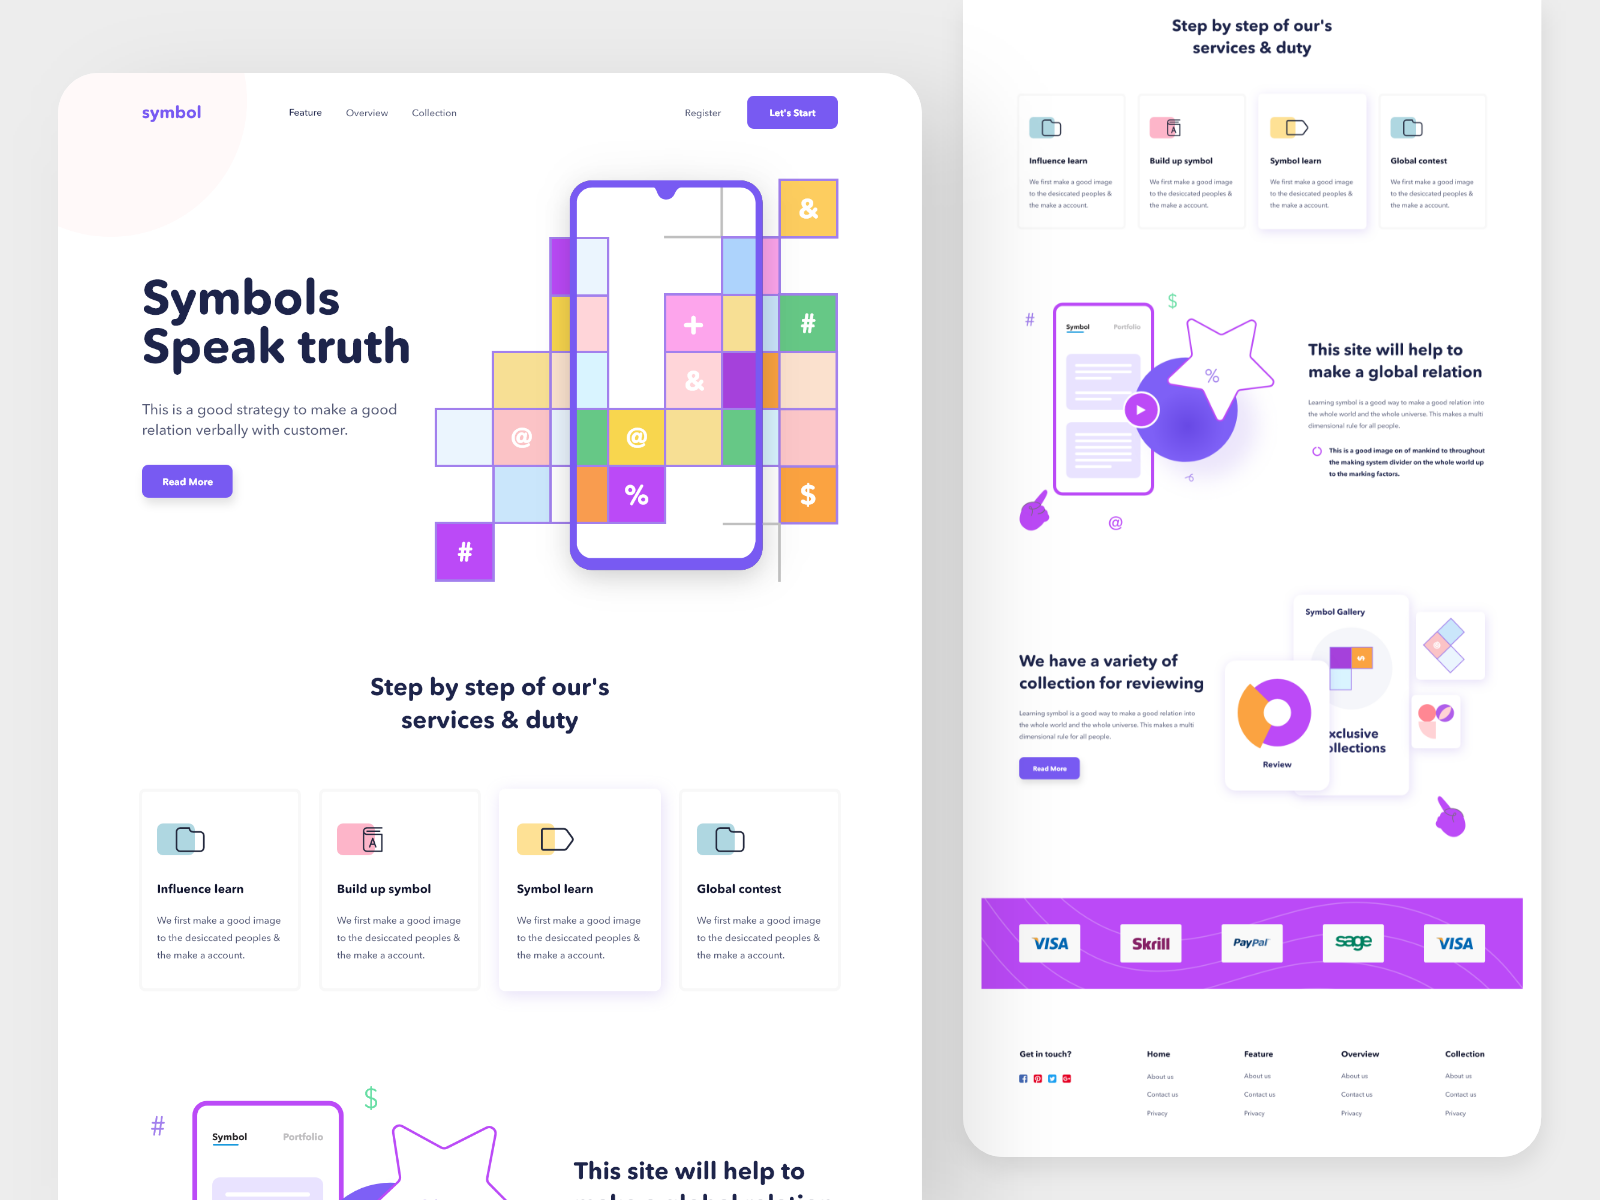 symbol
Feature
Overview
Collection
Register
Let's Start
Symbols
Speak truth
This is a good strategy to make a good
relation verbally with customer.
Read More
&
+
#
&
@
@
%
$
#
Step by step of our's
services & duty
A
Influence learn
We first make a good image
to the desiccated peoples &
the make a account.
Build up symbol
We first make a good image
to the desiccated peoples &
the make a account.
Symbol learn
We first make a good image
to the desiccated peoples &
the make a account.
Global contest
We first make a good image
to the desiccated peoples &
the make a account.
#
$
Symbol
Portfolio
This site will help to
make a global relation
Step by step of our's
services & duty
A
Influence learn
We first make a good image
to the desiccated peoples &
the make a account.
Build up symbol
We first make a good image
to the desiccated peoples &
the make a account.
Symbol learn
We first make a good image
to the desiccated peoples &
the make a account.
Global contest
We first make a good image
to the desiccated peoples &
the make a account.
#
$
Symbol
Portfolio
%
@
This site will help to
make a global relation
Learning symbol is a good way to make a good relation into
the whole world and the whole universe. This makes a multi
dimensional rule for all people.
This is a good image on of mankind to throughout
the making system divider on the whole world up
to the marking factors.
We have a variety of
collection for reviewing
Learning symbol is a good way to make a good relation into
the whole world and the whole universe. This makes a multi
dimensional rule for all people.
Read More
Symbol Gallery
$
xclusive
ollections
Review
VISA
Skrill
PayPal
sage
VISA
Get in touch?
Home
About us
Contact us
Privacy
Feature
About us
Contact us
Privacy
Overview
About us
Contact us
Privacy
Collection
About us
Contact us
Privacy